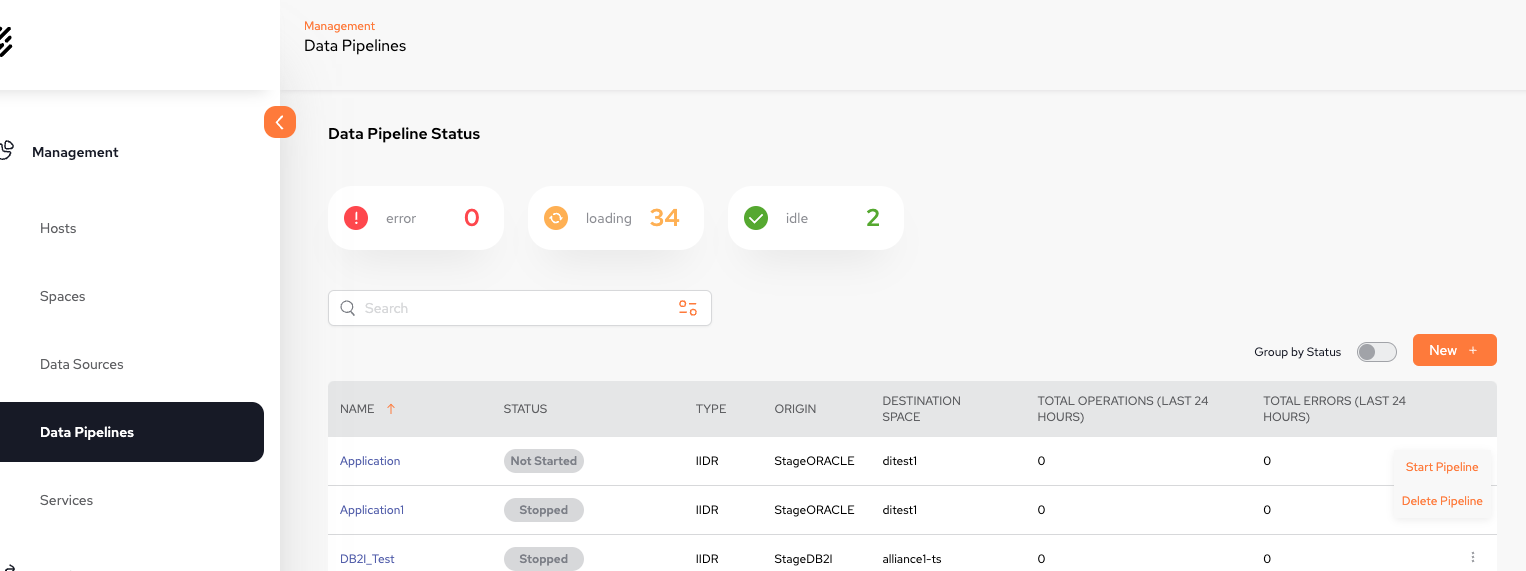 Management
Data Pipelines
Management
Hosts
Spaces
Data Sources
Data Pipelines
Services
Data Pipeline Status
error 0
loading 34
idle 2
Search
Group by Status
New +
NAME STATUS TYPE ORIGIN DESTINATION SPACE TOTAL OPERATIONS (LAST 24 HOURS) TOTAL ERRORS (LAST 24 HOURS)
Application Not Started IIDR StageORACLE ditest1 0 0
Start Pipeline
Application1 Stopped IIDR StageORACLE ditest1 0 0
Delete Pipeline
DB2I_Test Stopped IIDR StageDB2I alliance1-ts 0 0